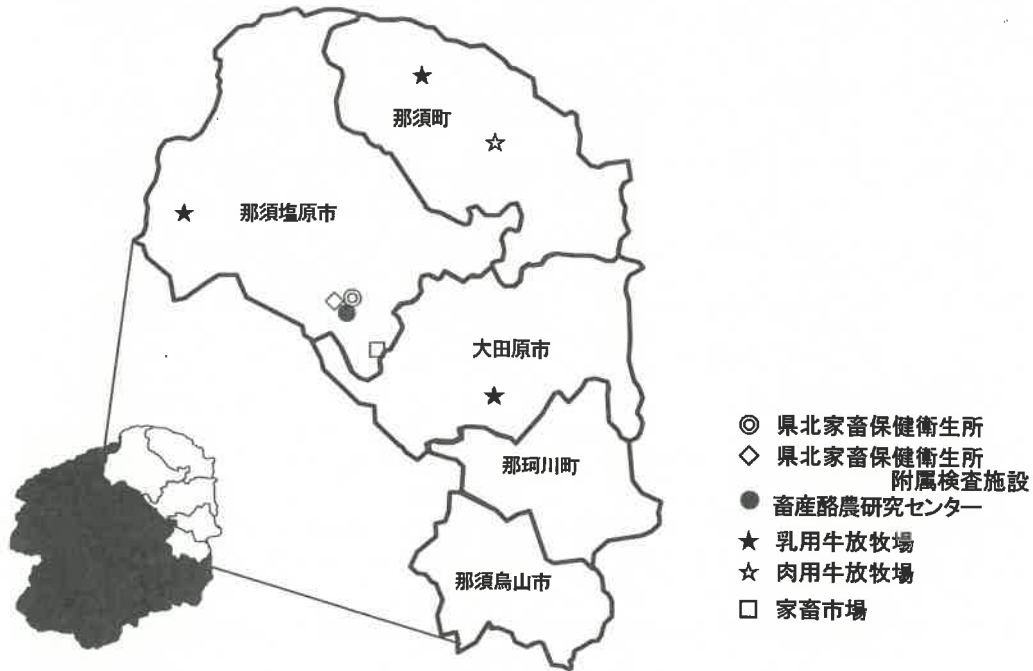 那須町
那須塩原市
大田原市
那珂川町
那須烏山市
県北家畜保健衛生所
県北家畜保健衛生所
附属検査施設
畜産酪農研究センター
乳用牛放牧場
肉用牛放牧場
家畜市場